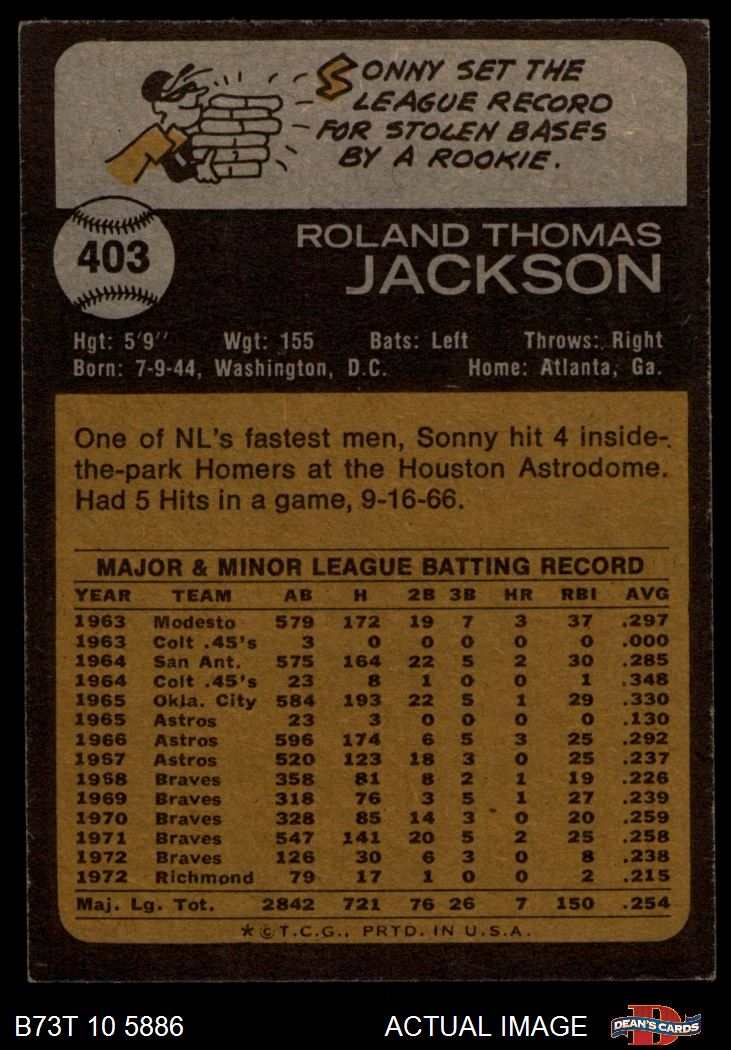 SONNY SET THE
LEAGUE RECORD
FOR STOLEN BASES
BY A ROOKIE.
403
ROLAND THOMAS
JACKSON
Hgt: 5'9" Wgt: 155 Bats: Left Throws: Right
Born: 7-9-44, Washington, D.C. Home: Atlanta, Ga.
One of NL's fastest men, Sonny hit 4 inside-
the-park Homers at the Houston Astrodome.
Had 5 Hits in a game, 9-16-66.
MAJOR & MINOR LEAGUE BATTING RECORD
YEAR TEAM AB H 2B 3B HR RBI AVG
1963 Modesto 579 172 19 7 3 37 .297
1963 Colt .45's 3 0 0 0 0 0 .000
1964 San Ant. 575 164 22 5 2 30 .285
1964 Colt .45's 23 8 1 0 0 1 .348
1965 Okla. City 584 193 22 5 1 29 .330
1965 Astros 23 3 0 0 0 0 .130
1966 Astros 596 174 6 5 3 25 .292
1967 Astros 520 123 18 3 0 25 .237
1968 Braves 358 81 8 2 1 19 .226
1969 Braves 318 76 3 5 1 27 .239
1970 Braves 328 85 14 3 0 20 .259
1971 Braves 547 141 20 5 2 25 .258
1972 Braves 126 30 6 3 0 8 .238
1972 Richmond 79 17 1 0 0 2 .215
Maj. Lg. Tot. 2842 721 76 26 7 150 .254
*©T.C.G., PRTD. IN U.S.A.
B73T 10 5886 ACTUAL IMAGE
D
DEAN'S CARDS